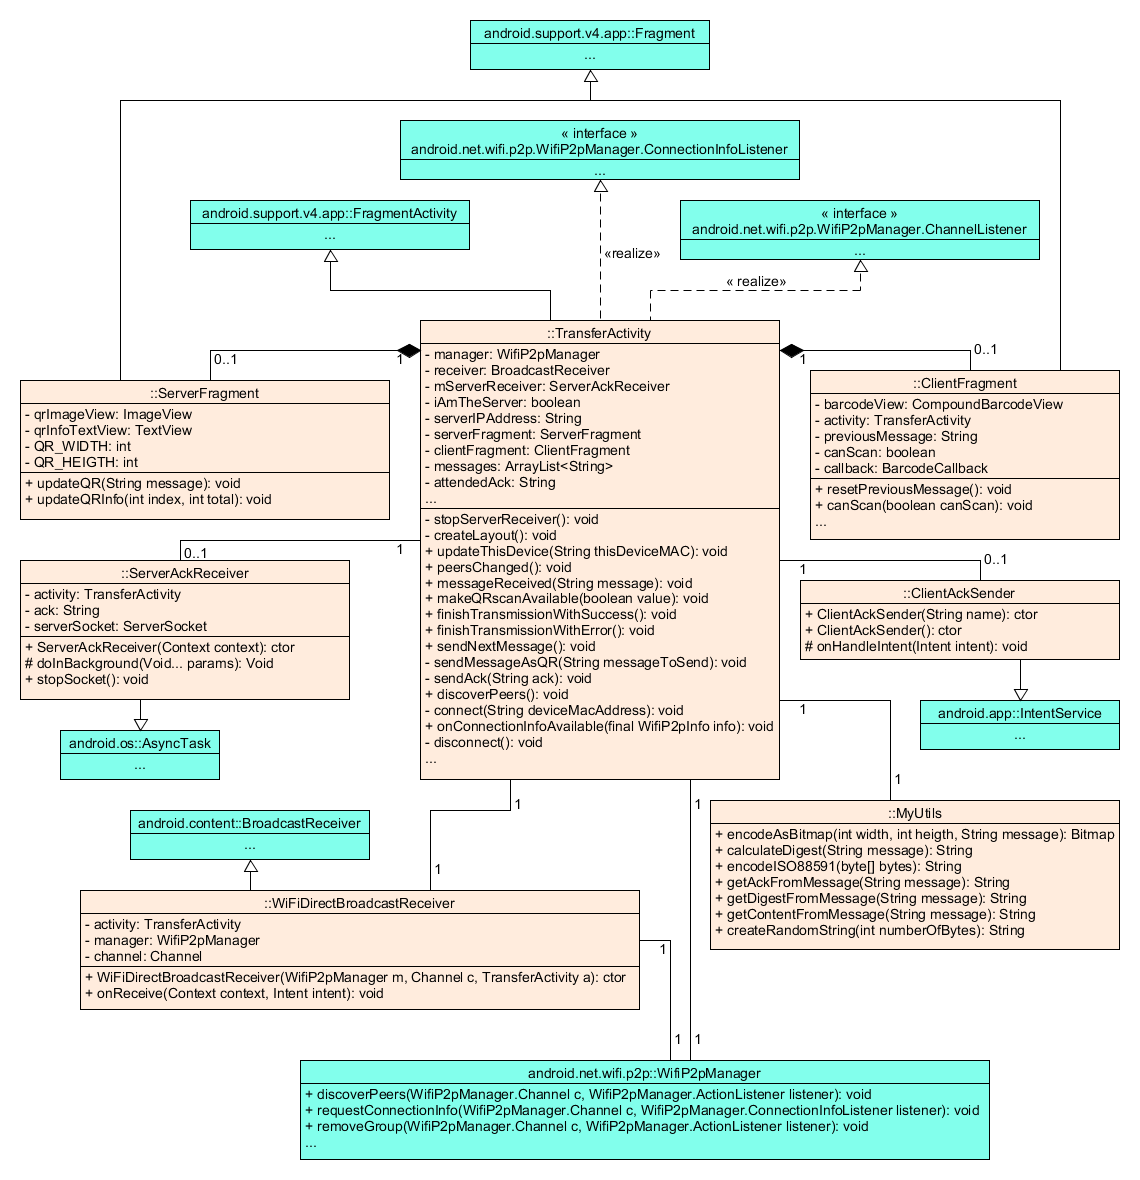 android.support.v4.app::Fragment
...
« interface »
android.net.wifi.p2p.WifiP2pManager.ConnectionInfoListener
...
android.support.v4.app::FragmentActivity
...
« interface »
android.net.wifi.p2p.WifiP2pManager.ChannelListener
...
«realize»
« realize»
::TransferActivity
- manager: WifiP2pManager
- receiver: BroadcastReceiver
- mServerReceiver: ServerAckReceiver
- iAmTheServer: boolean
- serverIPAddress: String
- serverFragment: ServerFragment
- clientFragment: ClientFragment
- messages: ArrayList<String>
- attendedAck: String
...
- stopServerReceiver(): void
- createLayout(): void
+ updateThisDevice(String thisDeviceMAC): void
+ peersChanged(): void
+ messageReceived(String message): void
+ makeQRscanAvailable(boolean value): void
+ finishTransmissionWithSuccess(): void
+ finishTransmissionWithError(): void
+ sendNextMessage(): void
- sendMessageAsQR(String messageToSend): void
- sendAck(String ack): void
+ discoverPeers(): void
- connect(String deviceMacAddress): void
+ onConnectionInfoAvailable(final WifiP2pInfo info): void
- disconnect(): void
...
0..1
1
::ServerFragment
- qrImageView: ImageView
- qrInfoTextView: TextView
- QR_WIDTH: int
- QR_HEIGTH: int
+ updateQR(String message): void
+ updateQRInfo(int index, int total): void
1
0..1
::ClientFragment
- barcodeView: CompoundBarcodeView
- activity: TransferActivity
- previousMessage: String
- canScan: boolean
- callback: BarcodeCallback
+ resetPreviousMessage(): void
+ canScan(boolean canScan): void
...
0..1
1
::ServerAckReceiver
- activity: TransferActivity
- ack: String
- serverSocket: ServerSocket
+ ServerAckReceiver(Context context): ctor
# doInBackground(Void... params): Void
+ stopSocket(): void
android.os::AsyncTask
...
1
0..1
::ClientAckSender
+ ClientAckSender(String name): ctor
+ ClientAckSender(): ctor
# onHandleIntent(Intent intent): void
android.app::IntentService
...
1
1
::MyUtils
+ encodeAsBitmap(int width, int heigth, String message): Bitmap
+ calculateDigest(String message): String
+ encodeISO88591(byte[] bytes): String
+ getAckFromMessage(String message): String
+ getDigestFromMessage(String message): String
+ getContentFromMessage(String message): String
+ createRandomString(int numberOfBytes): String
1
1
android.content::BroadcastReceiver
...
1
::WiFiDirectBroadcastReceiver
- activity: TransferActivity
- manager: WifiP2pManager
- channel: Channel
+ WiFiDirectBroadcastReceiver(WifiP2pManager m, Channel c, TransferActivity a): ctor
+ onReceive(Context context, Intent intent): void
1
1
1
android.net.wifi.p2p::WifiP2pManager
+ discoverPeers(WifiP2pManager.Channel c, WifiP2pManager.ActionListener listener): void
+ requestConnectionInfo(WifiP2pManager.Channel c, WifiP2pManager.ConnectionInfoListener listener): void
+ removeGroup(WifiP2pManager.Channel c, WifiP2pManager.ActionListener listener): void
...